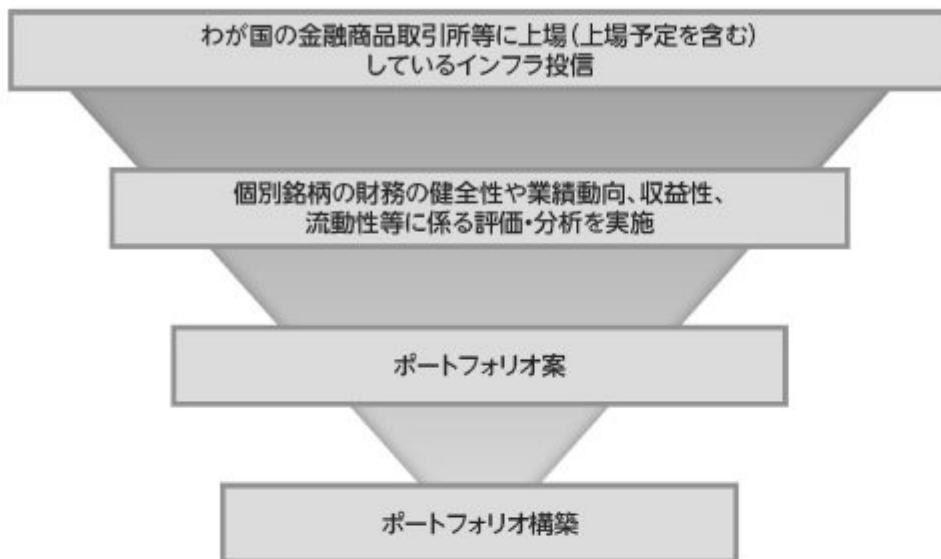 わが国の金融商品取引所等に上場(上場予定を含む)
しているインフラ投信
個別銘柄の財務の健全性や業績動向、収益性、
流動性等に係る評価・分析を実施
ポートフォリオ案
ポートフォリオ構築